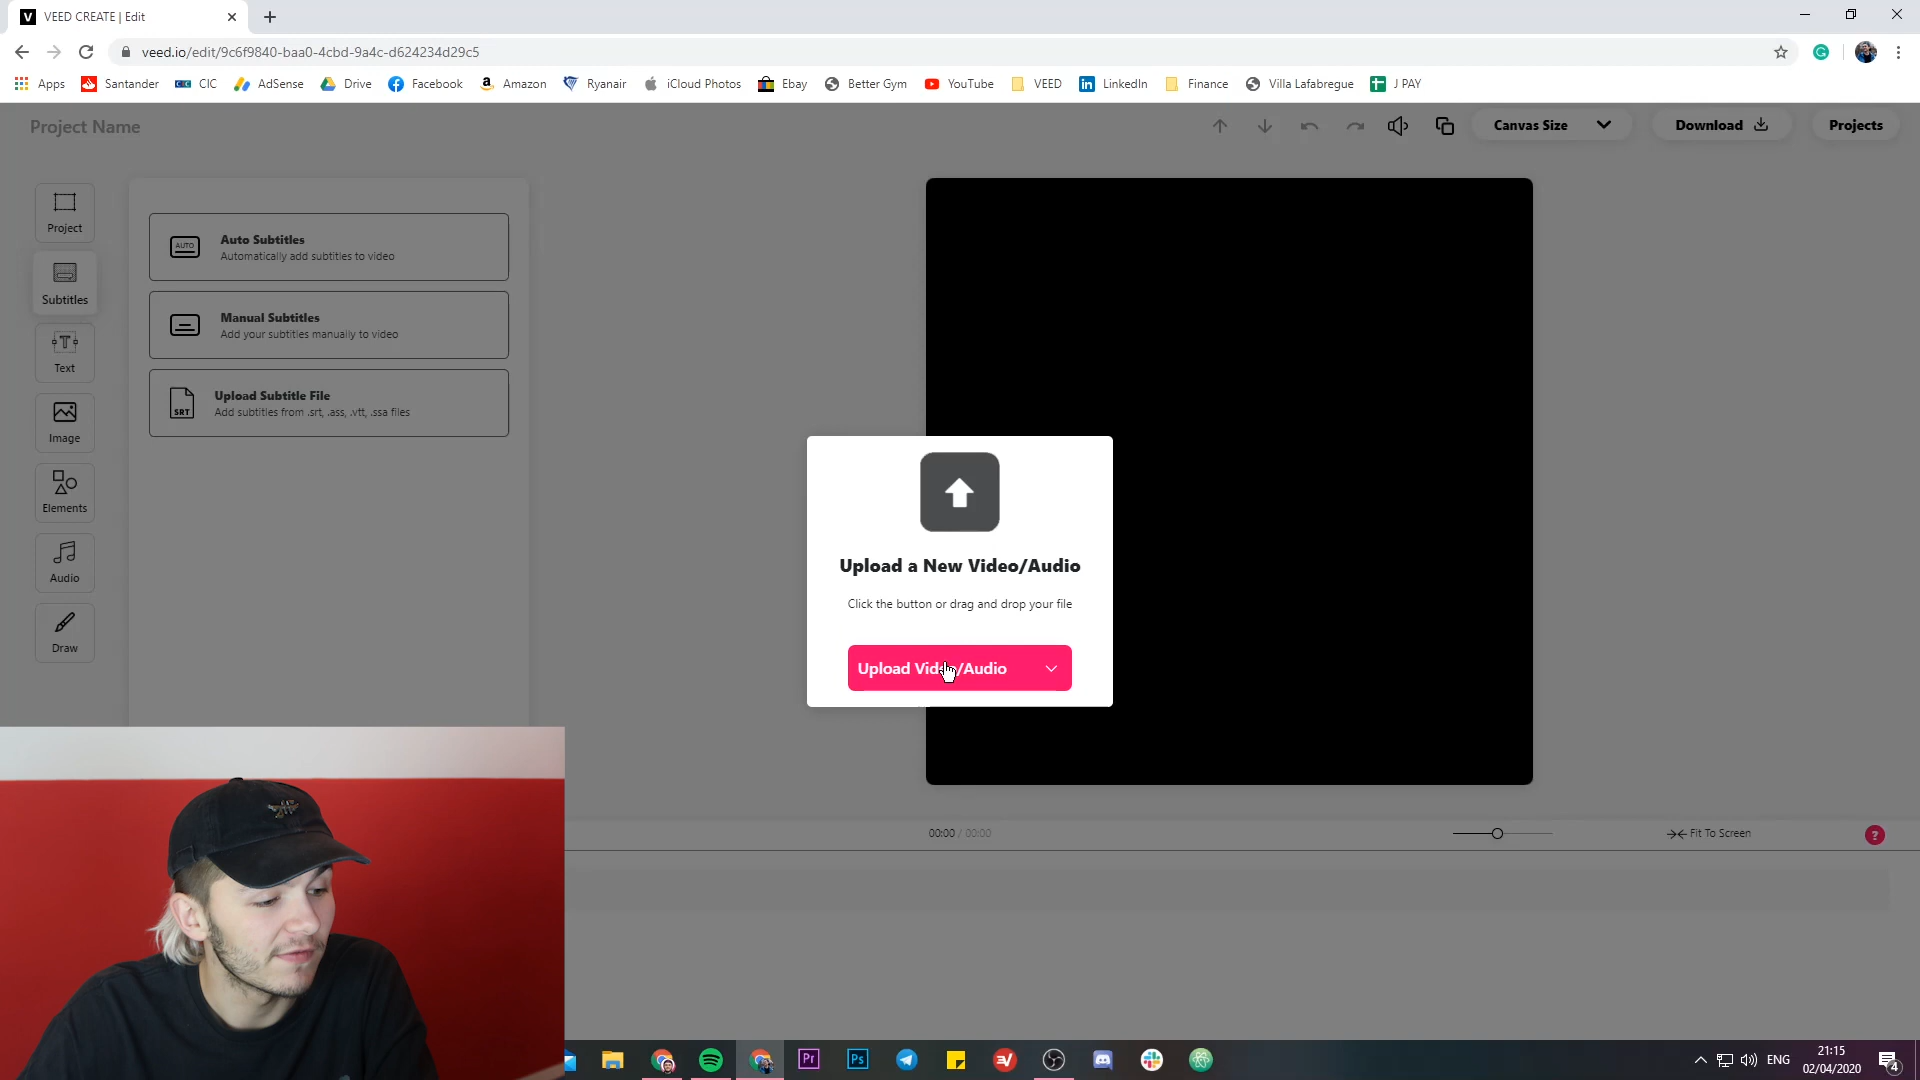 V VEED CREATE | Edit
veed.io/edit/9c6f9840-baa0-4cbd-9a4c-d624234d29c5
Apps Santander CIC AdSense Drive Facebook Amazon Ryanair iCloud Photos Ebay Better Gym YouTube VEED LinkedIn Finance Villa Lafabregue J PAY
Project Name
Canvas Size
Download
Projects
Project
Subtitles
Text
Image
Elements
Audio
Draw
AUTO
Auto Subtitles
Automatically add subtitles to video
Manual Subtitles
Add your subtitles manually to video
SRT
Upload Subtitle File
Add subtitles from .srt, .ass, .vtt, .ssa files
Upload a New Video/Audio
Click the button or drag and drop your file
Upload Video/Audio
00:00 / 00:00
Fit To Screen
?
Pr
Ps
ENG
21:15
02/04/2020
4